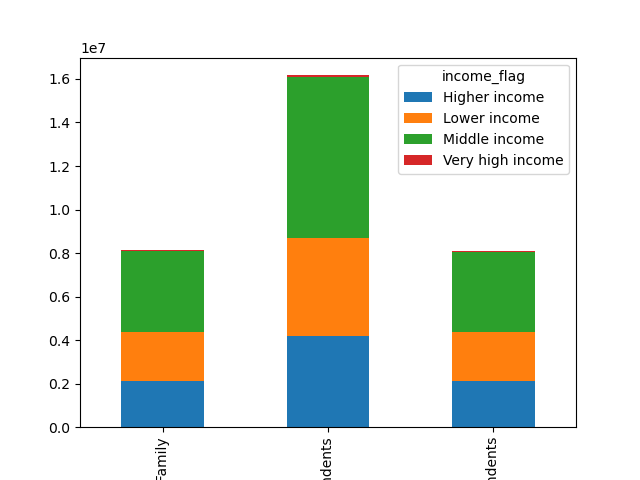 1e7
1.6
1.4
1.2
1.0
0.8
0.6
0.4
0.2
0.0
income_flag
Higher income
Lower income
Middle income
Very high income
Family
ndents
ndents